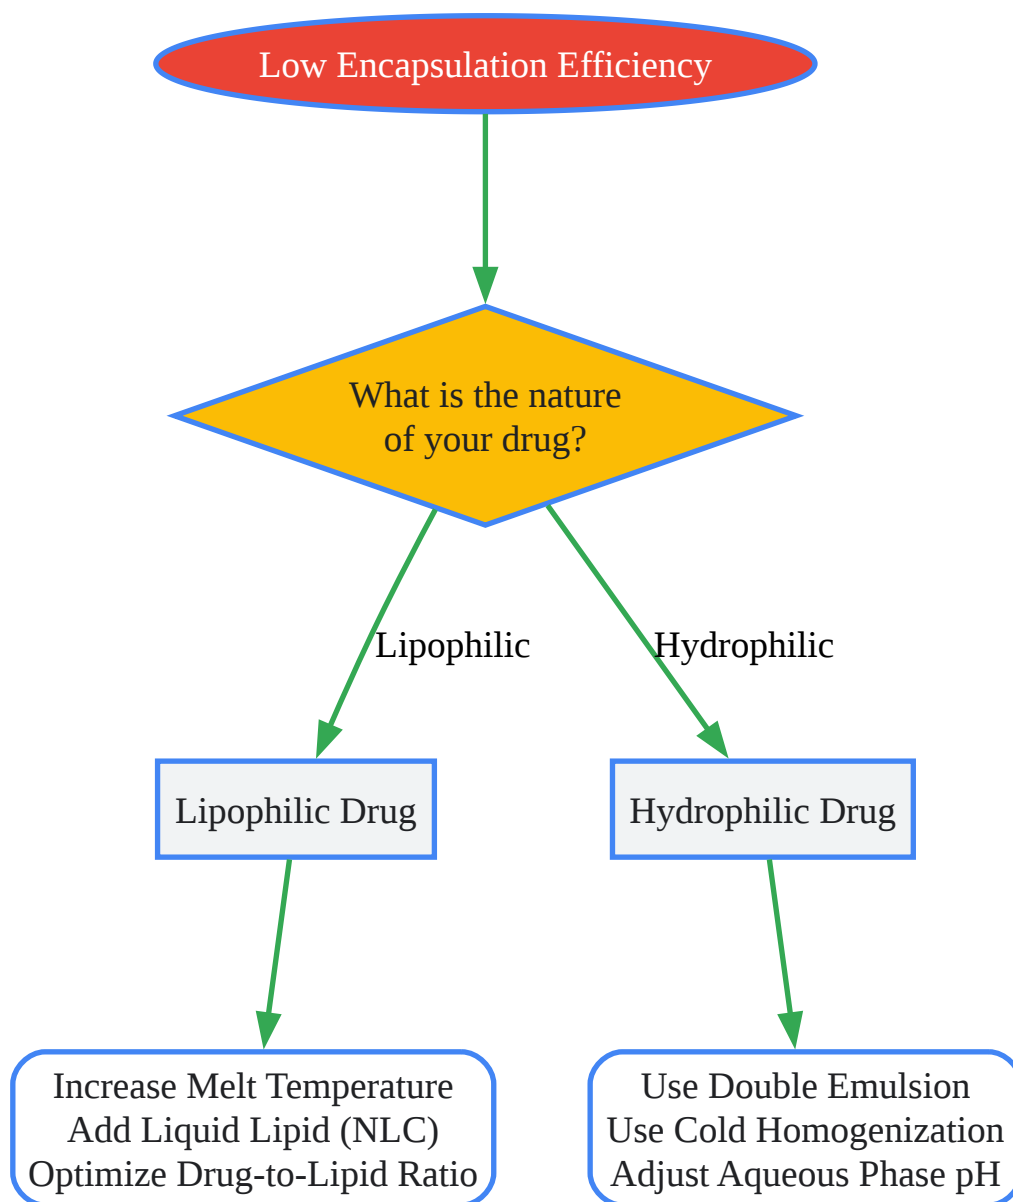 Low Encapsulation Efficiency
What is the nature
of your drug?
Lipophilic
Hydrophilic
Lipophilic Drug
Hydrophilic Drug
Increase Melt Temperature
Add Liquid Lipid (NLC)
Optimize Drug-to-Lipid Ratio
Use Double Emulsion
Use Cold Homogenization
Adjust Aqueous Phase pH